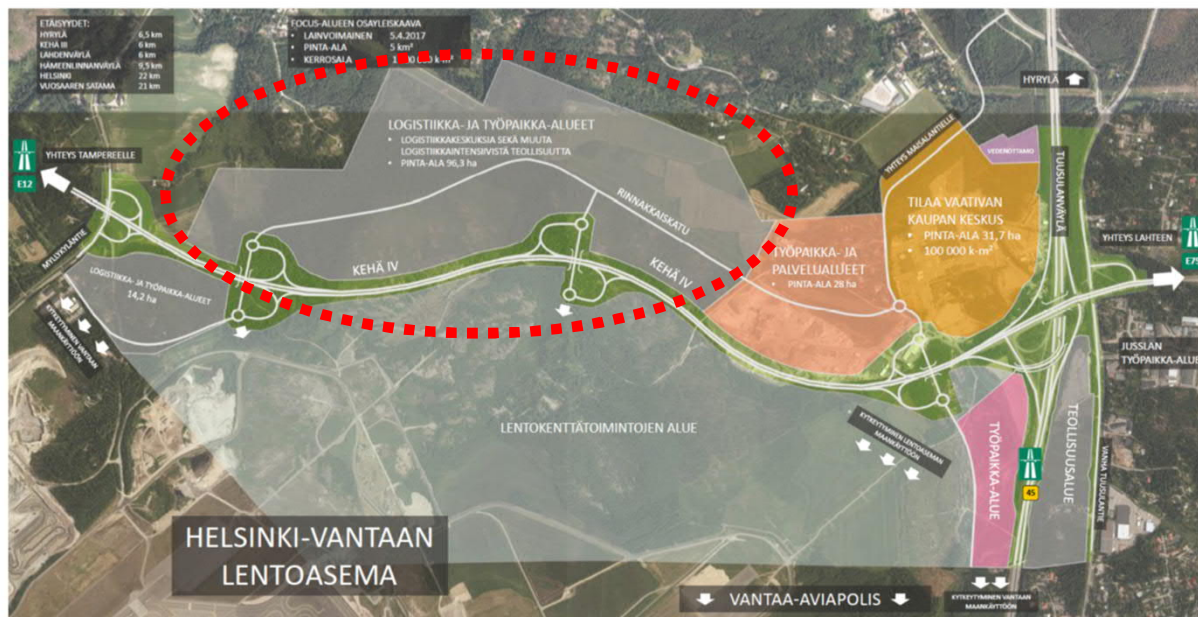 ETÄISYYDET:
HYRYLÄ 6,5 km
KEHÄ III 6 km
LAHDENVÄYLÄ 6 km
HÄMEENLINNANVÄYLÄ 9,5 km
HELSINKI 22 km
VUOSAAREN SATAMA 21 km
FOCUS-ALUEEN OSAYLEISKAAVA
• LAINVOIMAINEN 5.4.2017
• PINTA-ALA 5 km²
• KERROSALA
HYRYLÄ
LOGISTIIKKA- JA TYÖPAIKKA-ALUEET
• LOGISTIIKKAKESKUKSIA SEKÄ MUUTA
LOGISTIIKKAINTENSIIVISTÄ TEOLLISUUTTA
• PINTA-ALA 96,3 ha
YHTEYS TAMPEREELLE
E12
YHTEYS MAISALANTIELLE
VEDENOTTAMO
TUUSULANVÄYLÄ
TILAA VAATIVAN
KAUPAN KESKUS
• PINTA-ALA 31,7 ha
• 100 000 k-m²
RINNAKKAISKATU
MYLLYKYLÄNTIE
YHTEYS LAHTEEN
E75
KEHÄ IV
KEHÄ IV
TYÖPAIKKA- JA
PALVELUALUEET
• PINTA-ALA 28 ha
LOGISTIIKKA- JA TYÖPAIKKA-ALUEET
14,2 ha
KYTKEYTYMINEN VANTAAN
MAANKÄYTTÖÖN
JUSSLAN
TYÖPAIKKA-ALUE
LENTOKENTTÄTOIMINTOJEN ALUE
KYTKEYTYMINEN LENTOASEMAN
MAANKÄYTTÖÖN
TYÖPAIKKA-ALUE
45
TEOLLISUUSALUE
VANHA TUUSULANTIE
HELSINKI-VANTAAN
LENTOASEMA
VANTAA-AVIAPOLIS
KYTKEYTYMINEN VANTAAN
MAANKÄYTTÖÖN